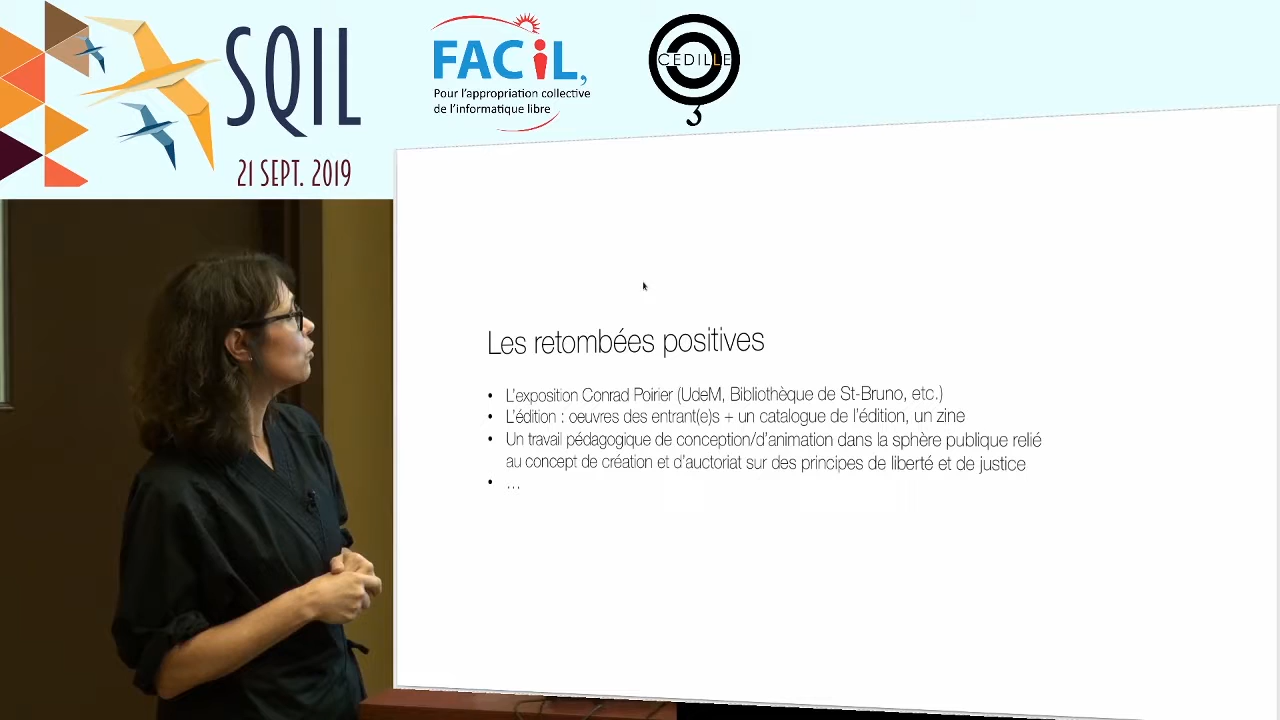 SQIL
21 SEPT. 2019
FACiL,
Pour l'appropriation collective
de l'informatique libre
CEDILLE
Les retombées positives
• L'exposition Conrad Poirier (UdeM, Bibliothèque de St-Bruno, etc.)
• L'édition : oeuvres des entrant(e)s + un catalogue de l'édition, un zine
• Un travail pédagogique de conception/d'animation dans la sphère publique relié
au concept de création et d'auctoriat sur des principes de liberté et de justice
• ...